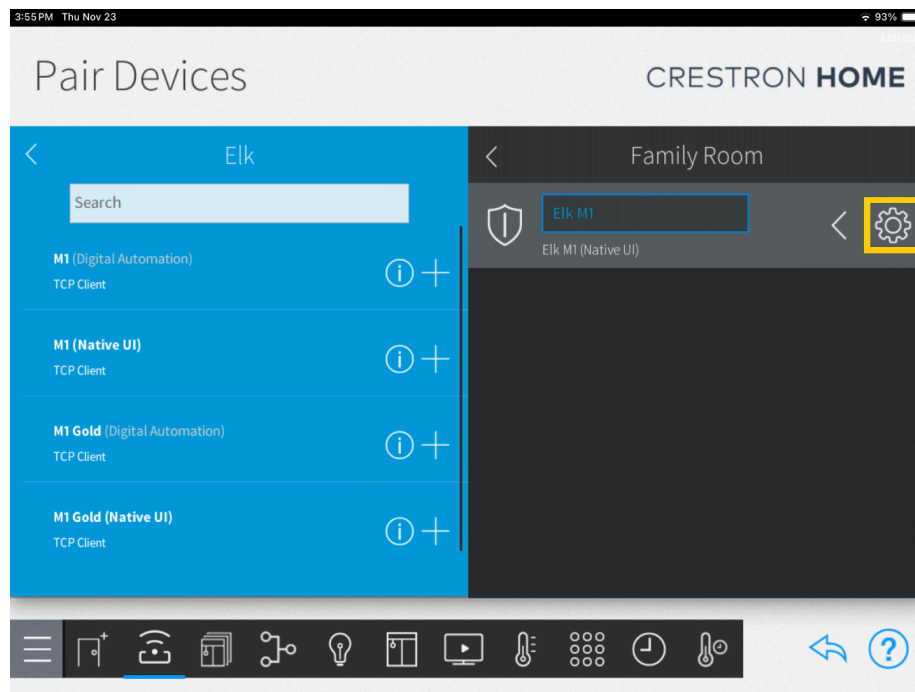 3:55 PM Thu Nov 23
93%
Pair Devices
CRESTRON HOME
Elk
Search
M1 (Digital Automation)
TCP Client
M1 (Native UI)
TCP Client
M1 Gold (Digital Automation)
TCP Client
M1 Gold (Native UI)
TCP Client
Family Room
Elk M1
Elk M1 (Native UI)
?